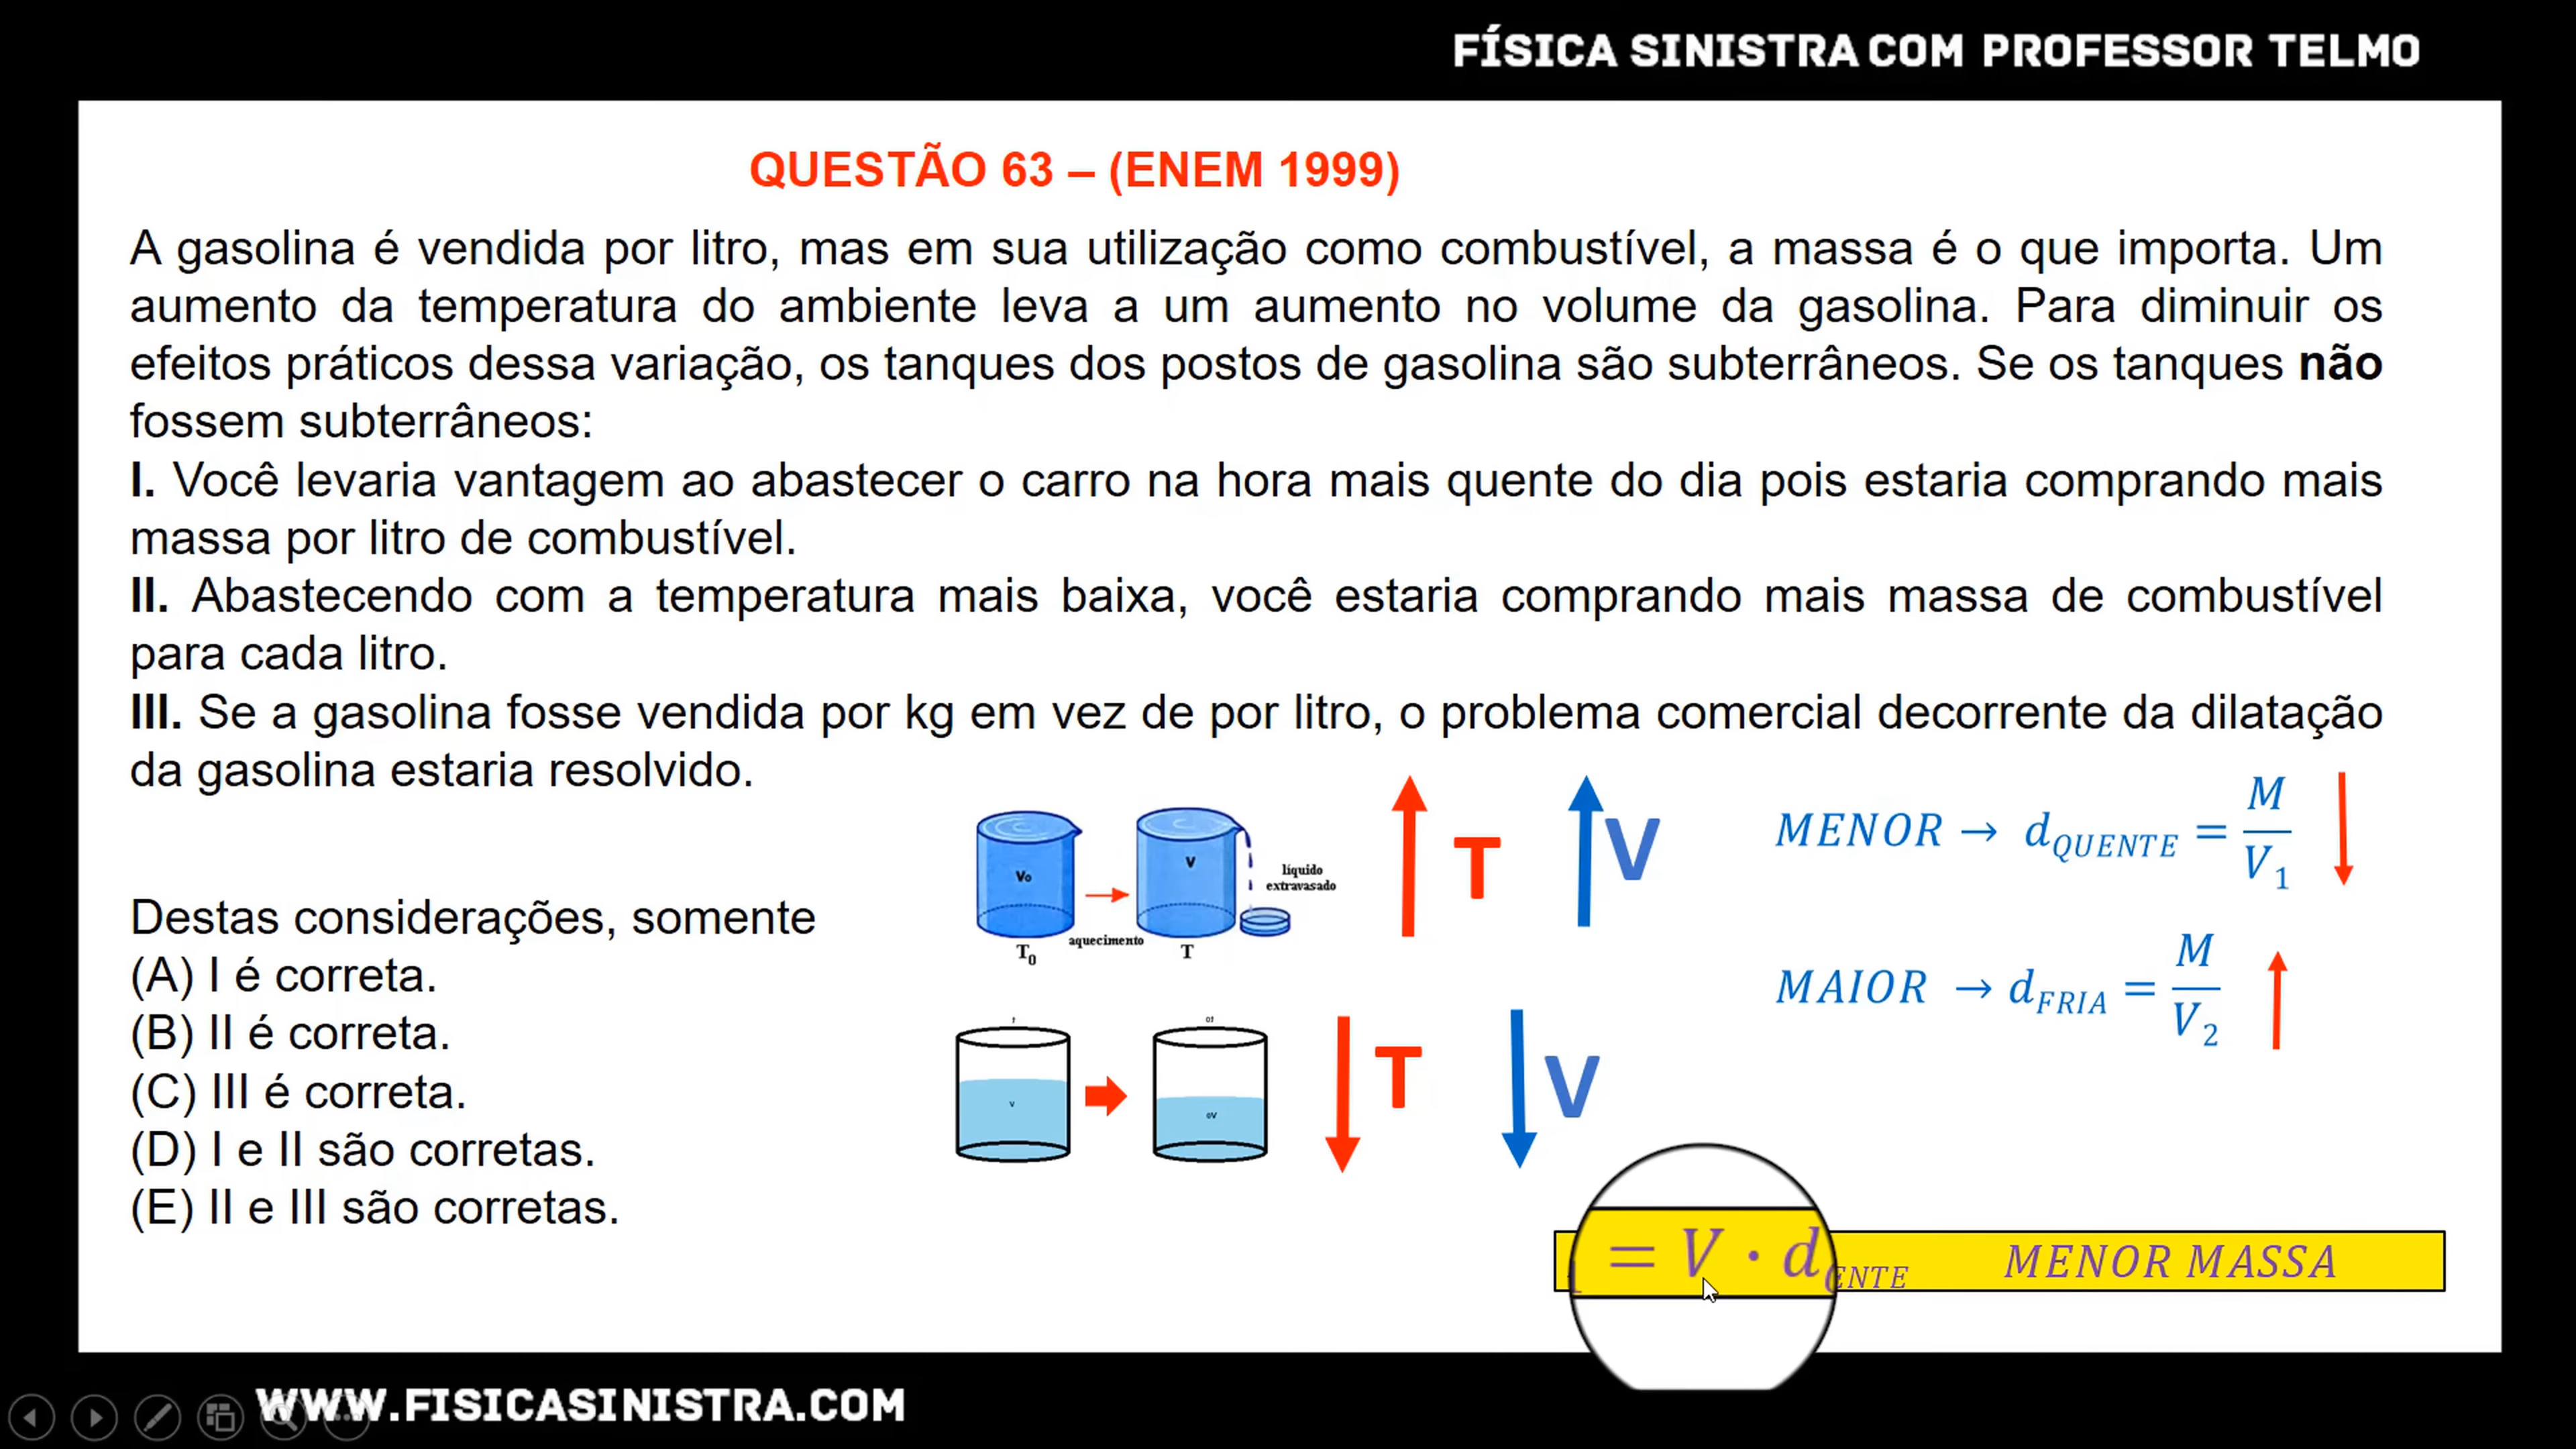 FÍSICA SINISTRA COM PROFESSOR TELMO
QUESTÃO 63 – (ENEM 1999)
A gasolina é vendida por litro, mas em sua utilização como combustível, a massa é o que importa. Um
aumento da temperatura do ambiente leva a um aumento no volume da gasolina. Para diminuir os
efeitos práticos dessa variação, os tanques dos postos de gasolina são subterrâneos. Se os tanques não
fossem subterrâneos:
I. Você levaria vantagem ao abastecer o carro na hora mais quente do dia pois estaria comprando mais
massa por litro de combustível.
II. Abastecendo com a temperatura mais baixa, você estaria comprando mais massa de combustível
para cada litro.
III. Se a gasolina fosse vendida por kg em vez de por litro, o problema comercial decorrente da dilatação
da gasolina estaria resolvido.
Destas considerações, somente
(A) I é correta.
(B) II é correta.
(C) III é correta.
(D) I e II são corretas.
(E) II e III são corretas.
V₀
V
líquido
extravasado
aquecimento
T₀
T
T
V
MENOR → d_QUENTE = M/V₁
MAIOR → d_FRIA = M/V₂
V
0V
T
V
= V · d ENTE MENOR MASSA
WWW.FISICASINISTRA.COM